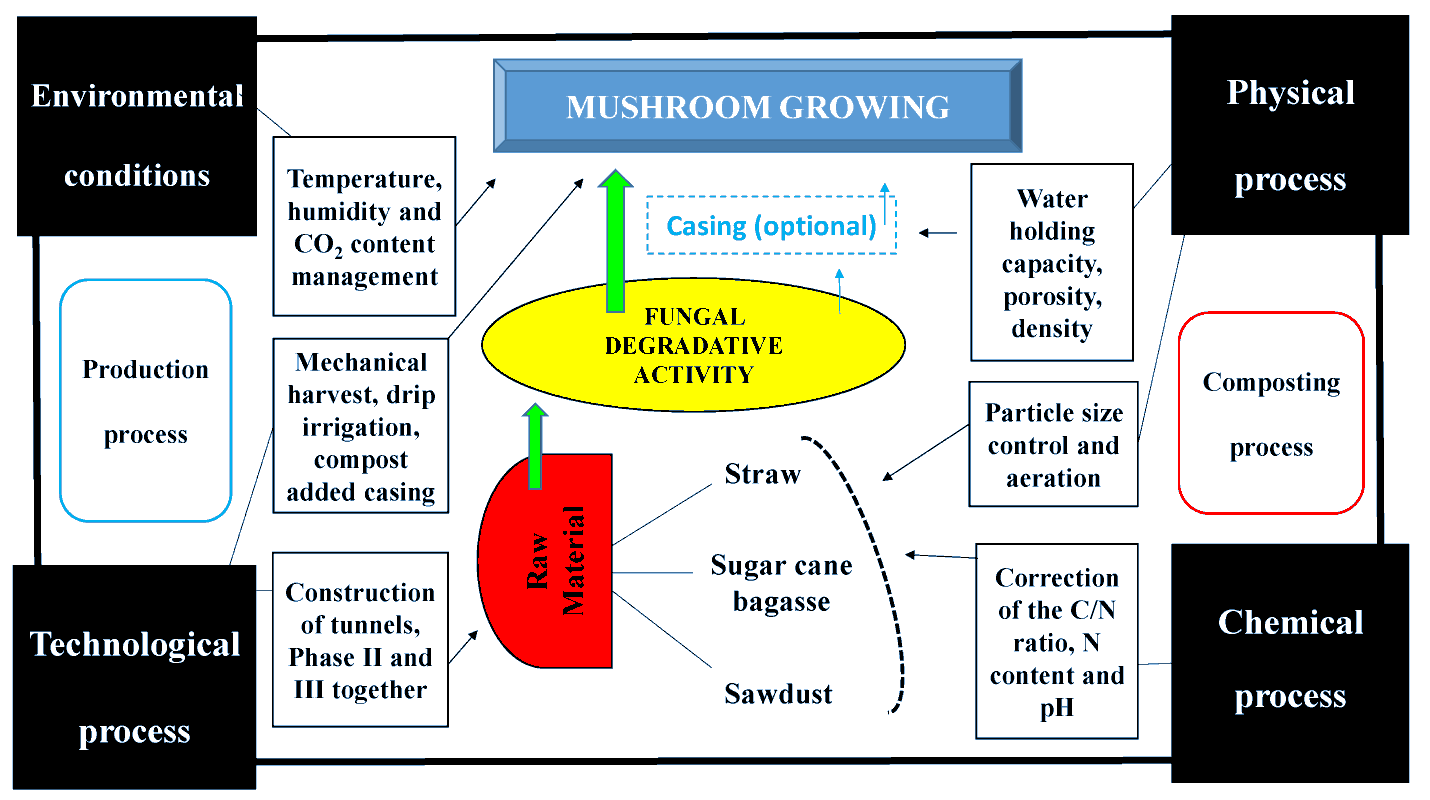 Environmental
conditions
MUSHROOM GROWING
Physical
process
Temperature,
humidity and
CO₂ content
management
Casing (optional)
Water
holding
capacity,
porosity,
density
Production
process
Mechanical
harvest, drip
irrigation,
compost
added casing
FUNGAL
DEGRADATIVE
ACTIVITY
Particle size
control and
aeration
Composting
process
Raw
Material
Straw
Sugar cane
bagasse
Sawdust
Technological
process
Construction
of tunnels,
Phase II and
III together
Correction
of the C/N
ratio, N
content and
pH
Chemical
process